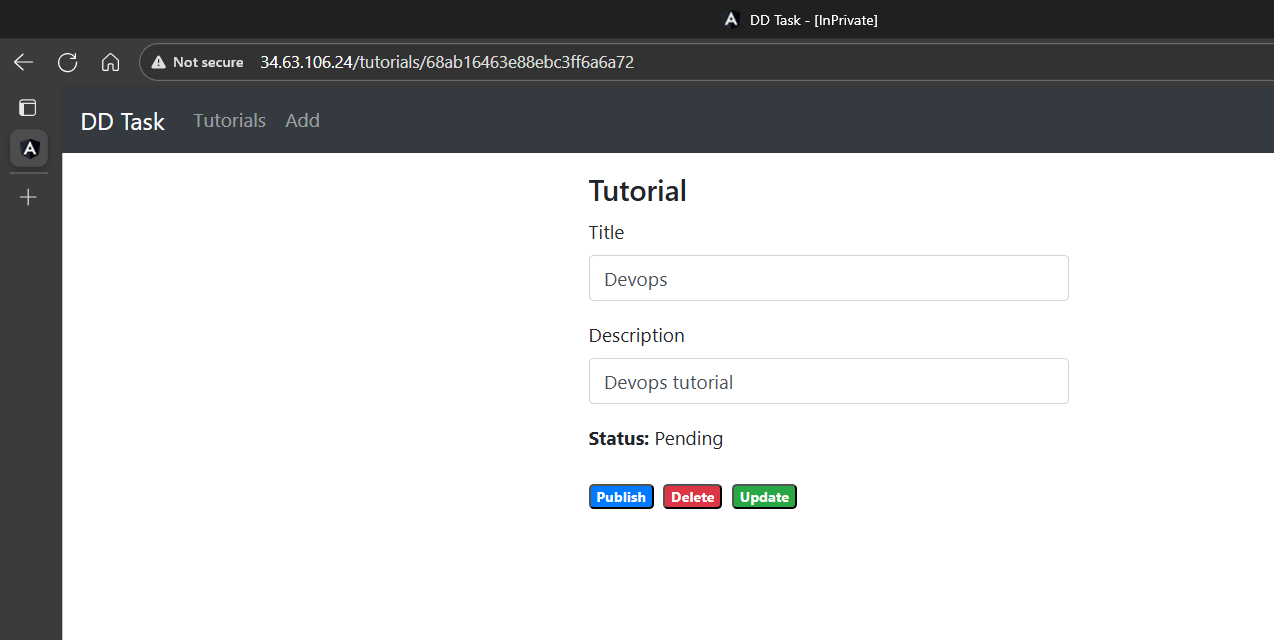 DD Task - [InPrivate]
Not secure 34.63.106.24/tutorials/68ab16463e88ebc3ff6a6a72
DD Task Tutorials Add
Tutorial
Title
Devops
Description
Devops tutorial
Status: Pending
Publish Delete Update